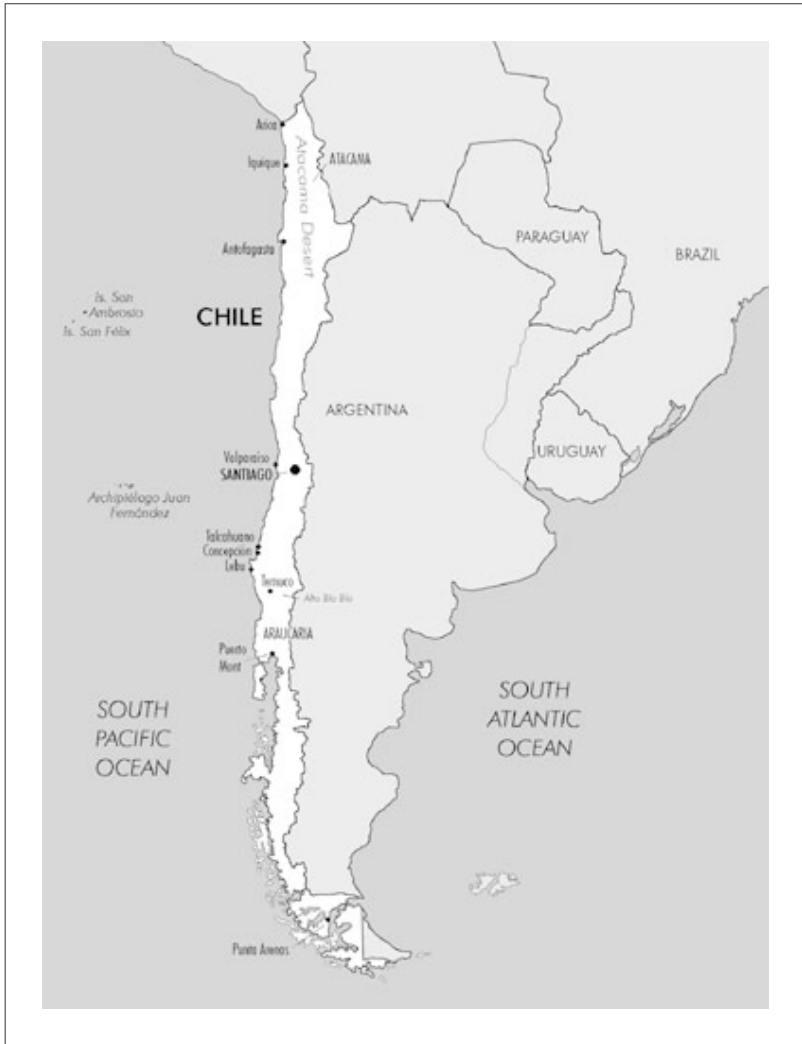 Arica
Iquique
ATACAMA
Atacama Desert
Antofagasta
PARAGUAY
BRAZIL
Is. San
Ambrosio
Is. San Félix
CHILE
ARGENTINA
URUGUAY
Valparaíso
SANTIAGO
Archipiélago Juan
Fernández
Talcahuano
Concepción
Lebu
Temuco
Alto Bío Bío
ARAUCARIA
Puerto
Mont
SOUTH
PACIFIC
OCEAN
SOUTH
ATLANTIC
OCEAN
Punta Arenas